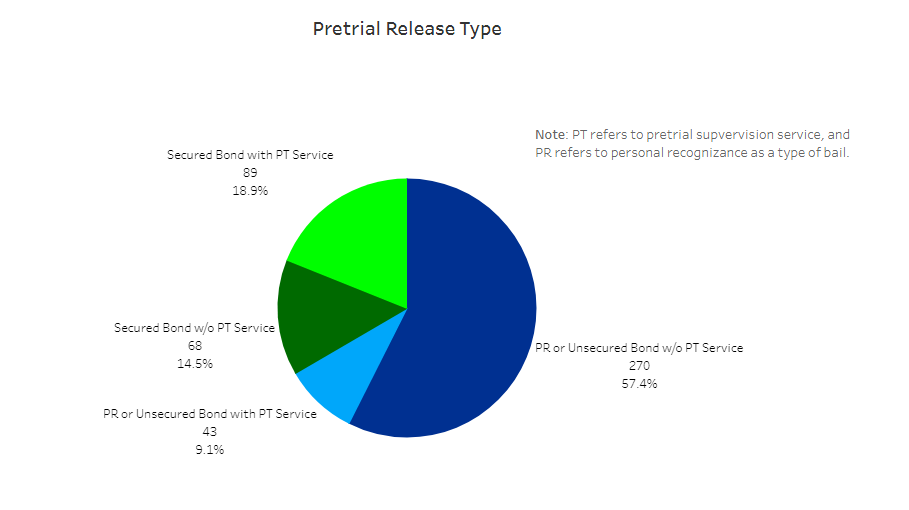 Pretrial Release Type
Note: PT refers to pretrial supvervision service, and
PR refers to personal recognizance as a type of bail.
Secured Bond with PT Service
89
18.9%
Secured Bond w/o PT Service
68
14.5%
PR or Unsecured Bond w/o PT Service
270
57.4%
PR or Unsecured Bond with PT Service
43
9.1%